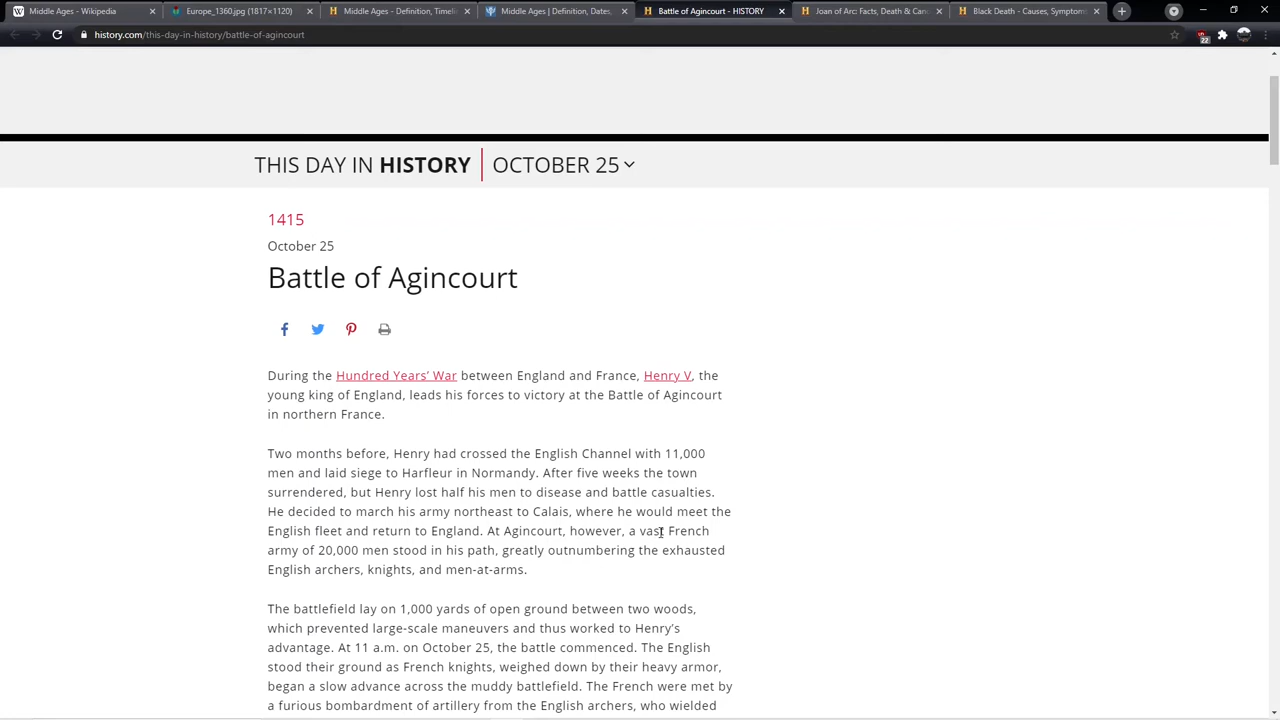 Middle Ages - Wikipedia
Europe_1360.jpg (1817×1120)
Middle Ages - Definition, Timelin
Middle Ages | Definition, Dates,
Battle of Agincourt - HISTORY
Joan of Arc: Facts, Death & Cano
Black Death - Causes, Symptom
history.com/this-day-in-history/battle-of-agincourt
22
THIS DAY IN HISTORY OCTOBER 25
1415
October 25
Battle of Agincourt
During the Hundred Years' War between England and France, Henry V, the
young king of England, leads his forces to victory at the Battle of Agincourt
in northern France.
Two months before, Henry had crossed the English Channel with 11,000
men and laid siege to Harfleur in Normandy. After five weeks the town
surrendered, but Henry lost half his men to disease and battle casualties.
He decided to march his army northeast to Calais, where he would meet the
English fleet and return to England. At Agincourt, however, a vast French
army of 20,000 men stood in his path, greatly outnumbering the exhausted
English archers, knights, and men-at-arms.
The battlefield lay on 1,000 yards of open ground between two woods,
which prevented large-scale maneuvers and thus worked to Henry's
advantage. At 11 a.m. on October 25, the battle commenced. The English
stood their ground as French knights, weighed down by their heavy armor,
began a slow advance across the muddy battlefield. The French were met by
a furious bombardment of artillery from the English archers, who wielded